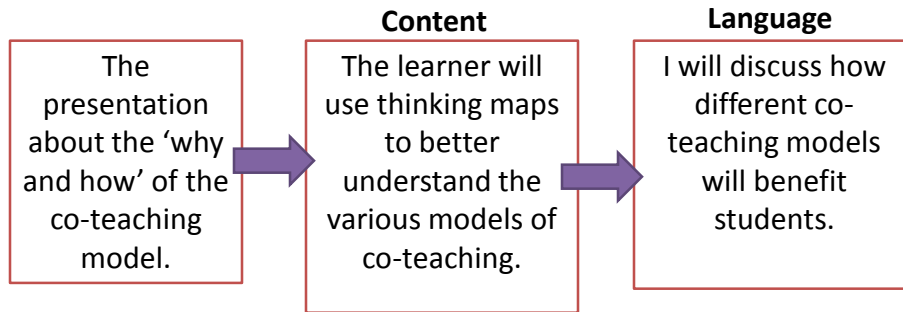 The
presentation
about the ‘why
and how’ of the
co-teaching
model.
Content
The learner will
use thinking maps
to better
understand the
various models of
co-teaching.
Language
I will discuss how
different co-
teaching models
will benefit
students.